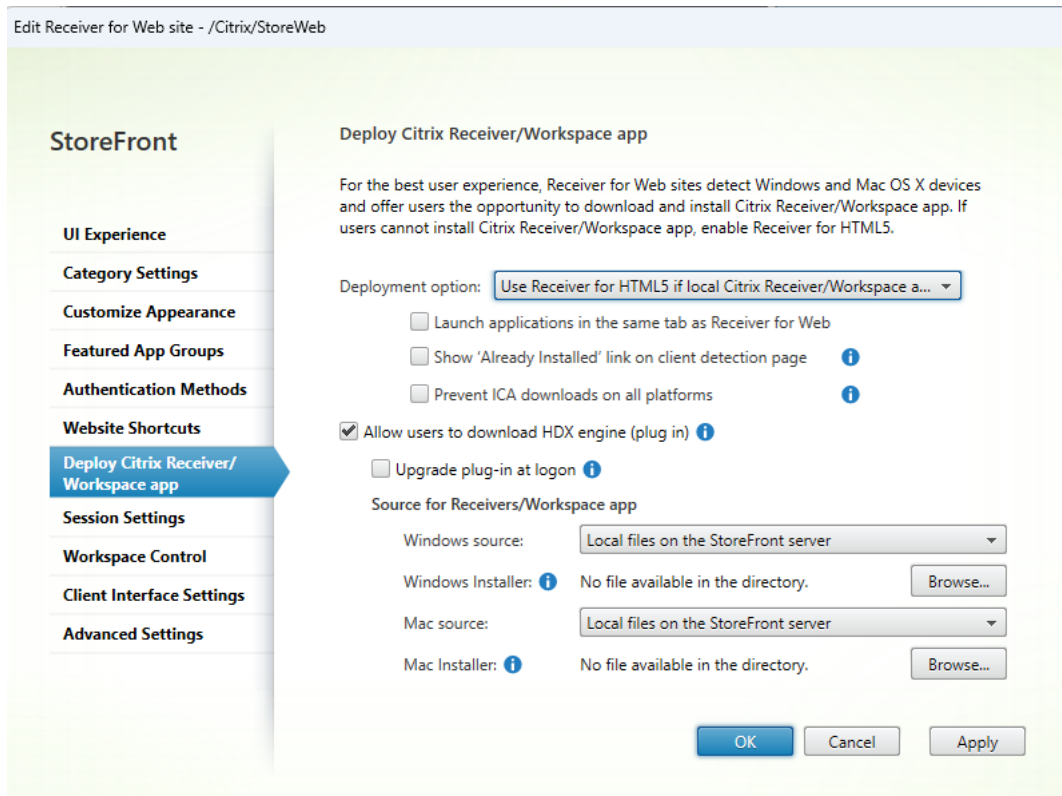 Edit Receiver for Web site - /Citrix/StoreWeb
StoreFront
UI Experience
Category Settings
Customize Appearance
Featured App Groups
Authentication Methods
Website Shortcuts
Deploy Citrix Receiver/
Workspace app
Session Settings
Workspace Control
Client Interface Settings
Advanced Settings
Deploy Citrix Receiver/Workspace app
For the best user experience, Receiver for Web sites detect Windows and Mac OS X devices
and offer users the opportunity to download and install Citrix Receiver/Workspace app. If
users cannot install Citrix Receiver/Workspace app, enable Receiver for HTML5.
Deployment option: Use Receiver for HTML5 if local Citrix Receiver/Workspace a...
Launch applications in the same tab as Receiver for Web
Show 'Already Installed' link on client detection page
Prevent ICA downloads on all platforms
Allow users to download HDX engine (plug in)
Upgrade plug-in at logon
Source for Receivers/Workspace app
Windows source: Local files on the StoreFront server
Windows Installer: No file available in the directory. Browse...
Mac source: Local files on the StoreFront server
Mac Installer: No file available in the directory. Browse...
OK Cancel Apply